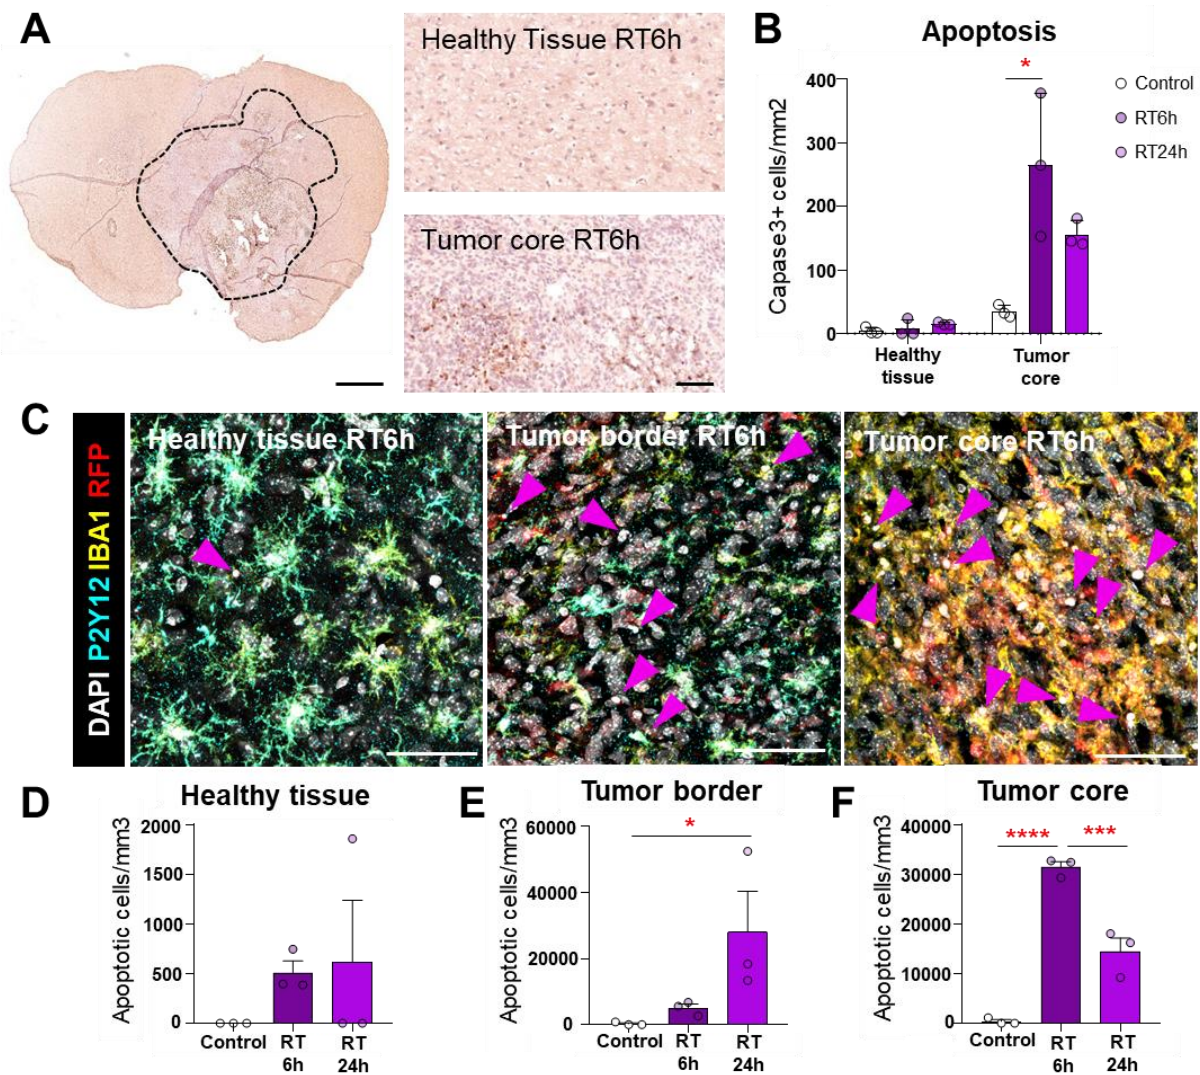 A
Healthy Tissue RT6h
Tumor core RT6h
B
Apoptosis
*
Capase3+ cells/mm2
400
300
200
100
0
Healthy
tissue
Tumor
core
Control
RT6h
RT24h
C
DAPI P2Y12 IBA1 RFP
Healthy tissue RT6h
Tumor border RT6h
Tumor core RT6h
D
Healthy tissue
Apoptotic cells/mm3
2000
1500
1000
500
0
Control
RT
6h
RT
24h
E
Tumor border
Apoptotic cells/mm3
60000
40000
20000
0
*
Control
RT
6h
RT
24h
F
Tumor core
Apoptotic cells/mm3
40000
30000
20000
10000
0
**** ***
Control
RT
6h
RT
24h